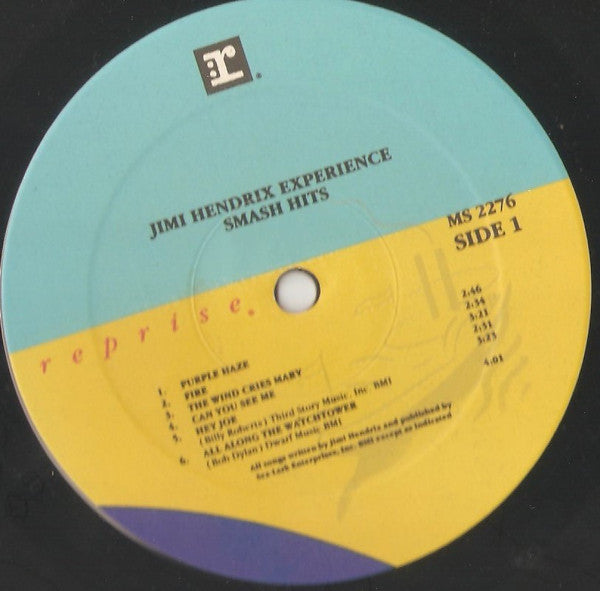 :r®
JIMI HENDRIX EXPERIENCE
SMASH HITS
MS 2276
SIDE 1
reprise®
1. PURPLE HAZE 2:46
2. FIRE 2:34
3. THE WIND CRIES MARY 3:21
4. CAN YOU SEE ME 2:31
5. HEY JOE 3:23
(Billy Roberts) Third Story Music, Inc. BMI
6. ALL ALONG THE WATCHTOWER 4:01
(Bob Dylan) Dwarf Music BMI
All songs written by Jimi Hendrix and published by
Sea Lark Enterprises, Inc. BMI except as indicated